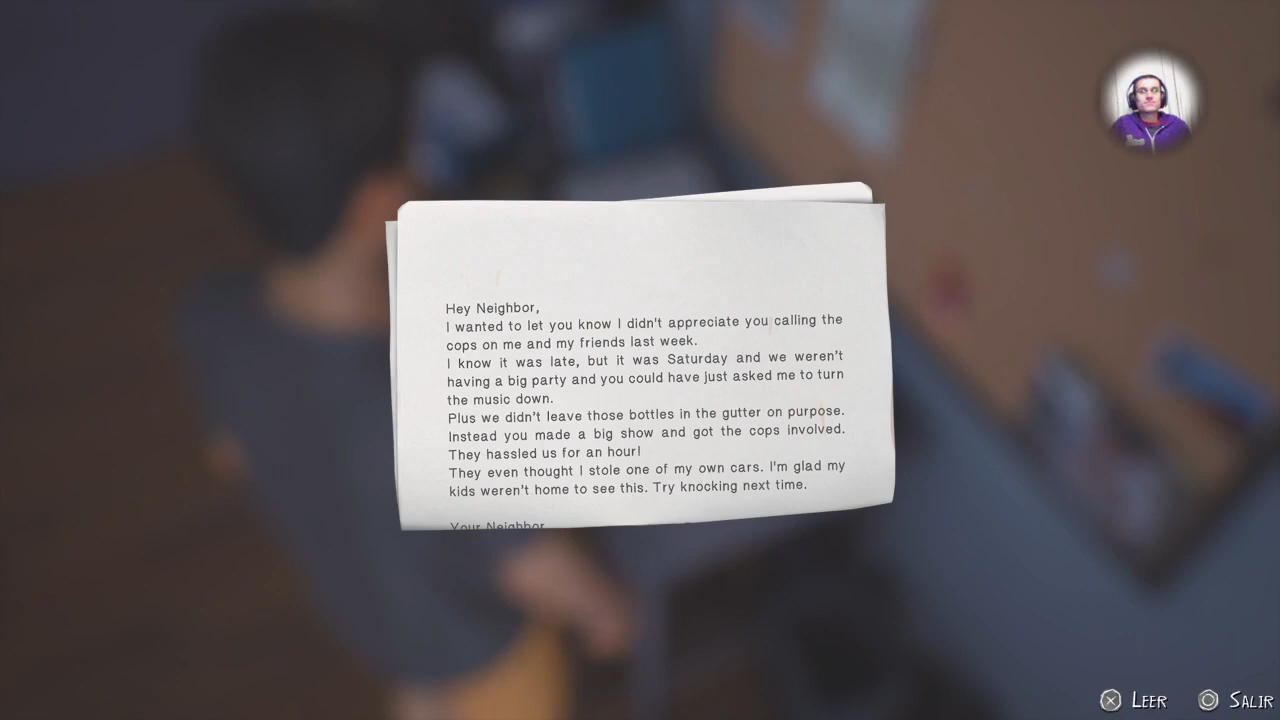 Hey Neighbor,
I wanted to let you know I didn't appreciate you calling the
cops on me and my friends last week.
I know it was late, but it was Saturday and we weren't
having a big party and you could have just asked me to turn
the music down.
Plus we didn't leave those bottles in the gutter on purpose.
Instead you made a big show and got the cops involved.
They hassled us for an hour!
They even thought I stole one of my own cars. I'm glad my
kids weren't home to see this. Try knocking next time.
Your Neighbor
LEER SALIR